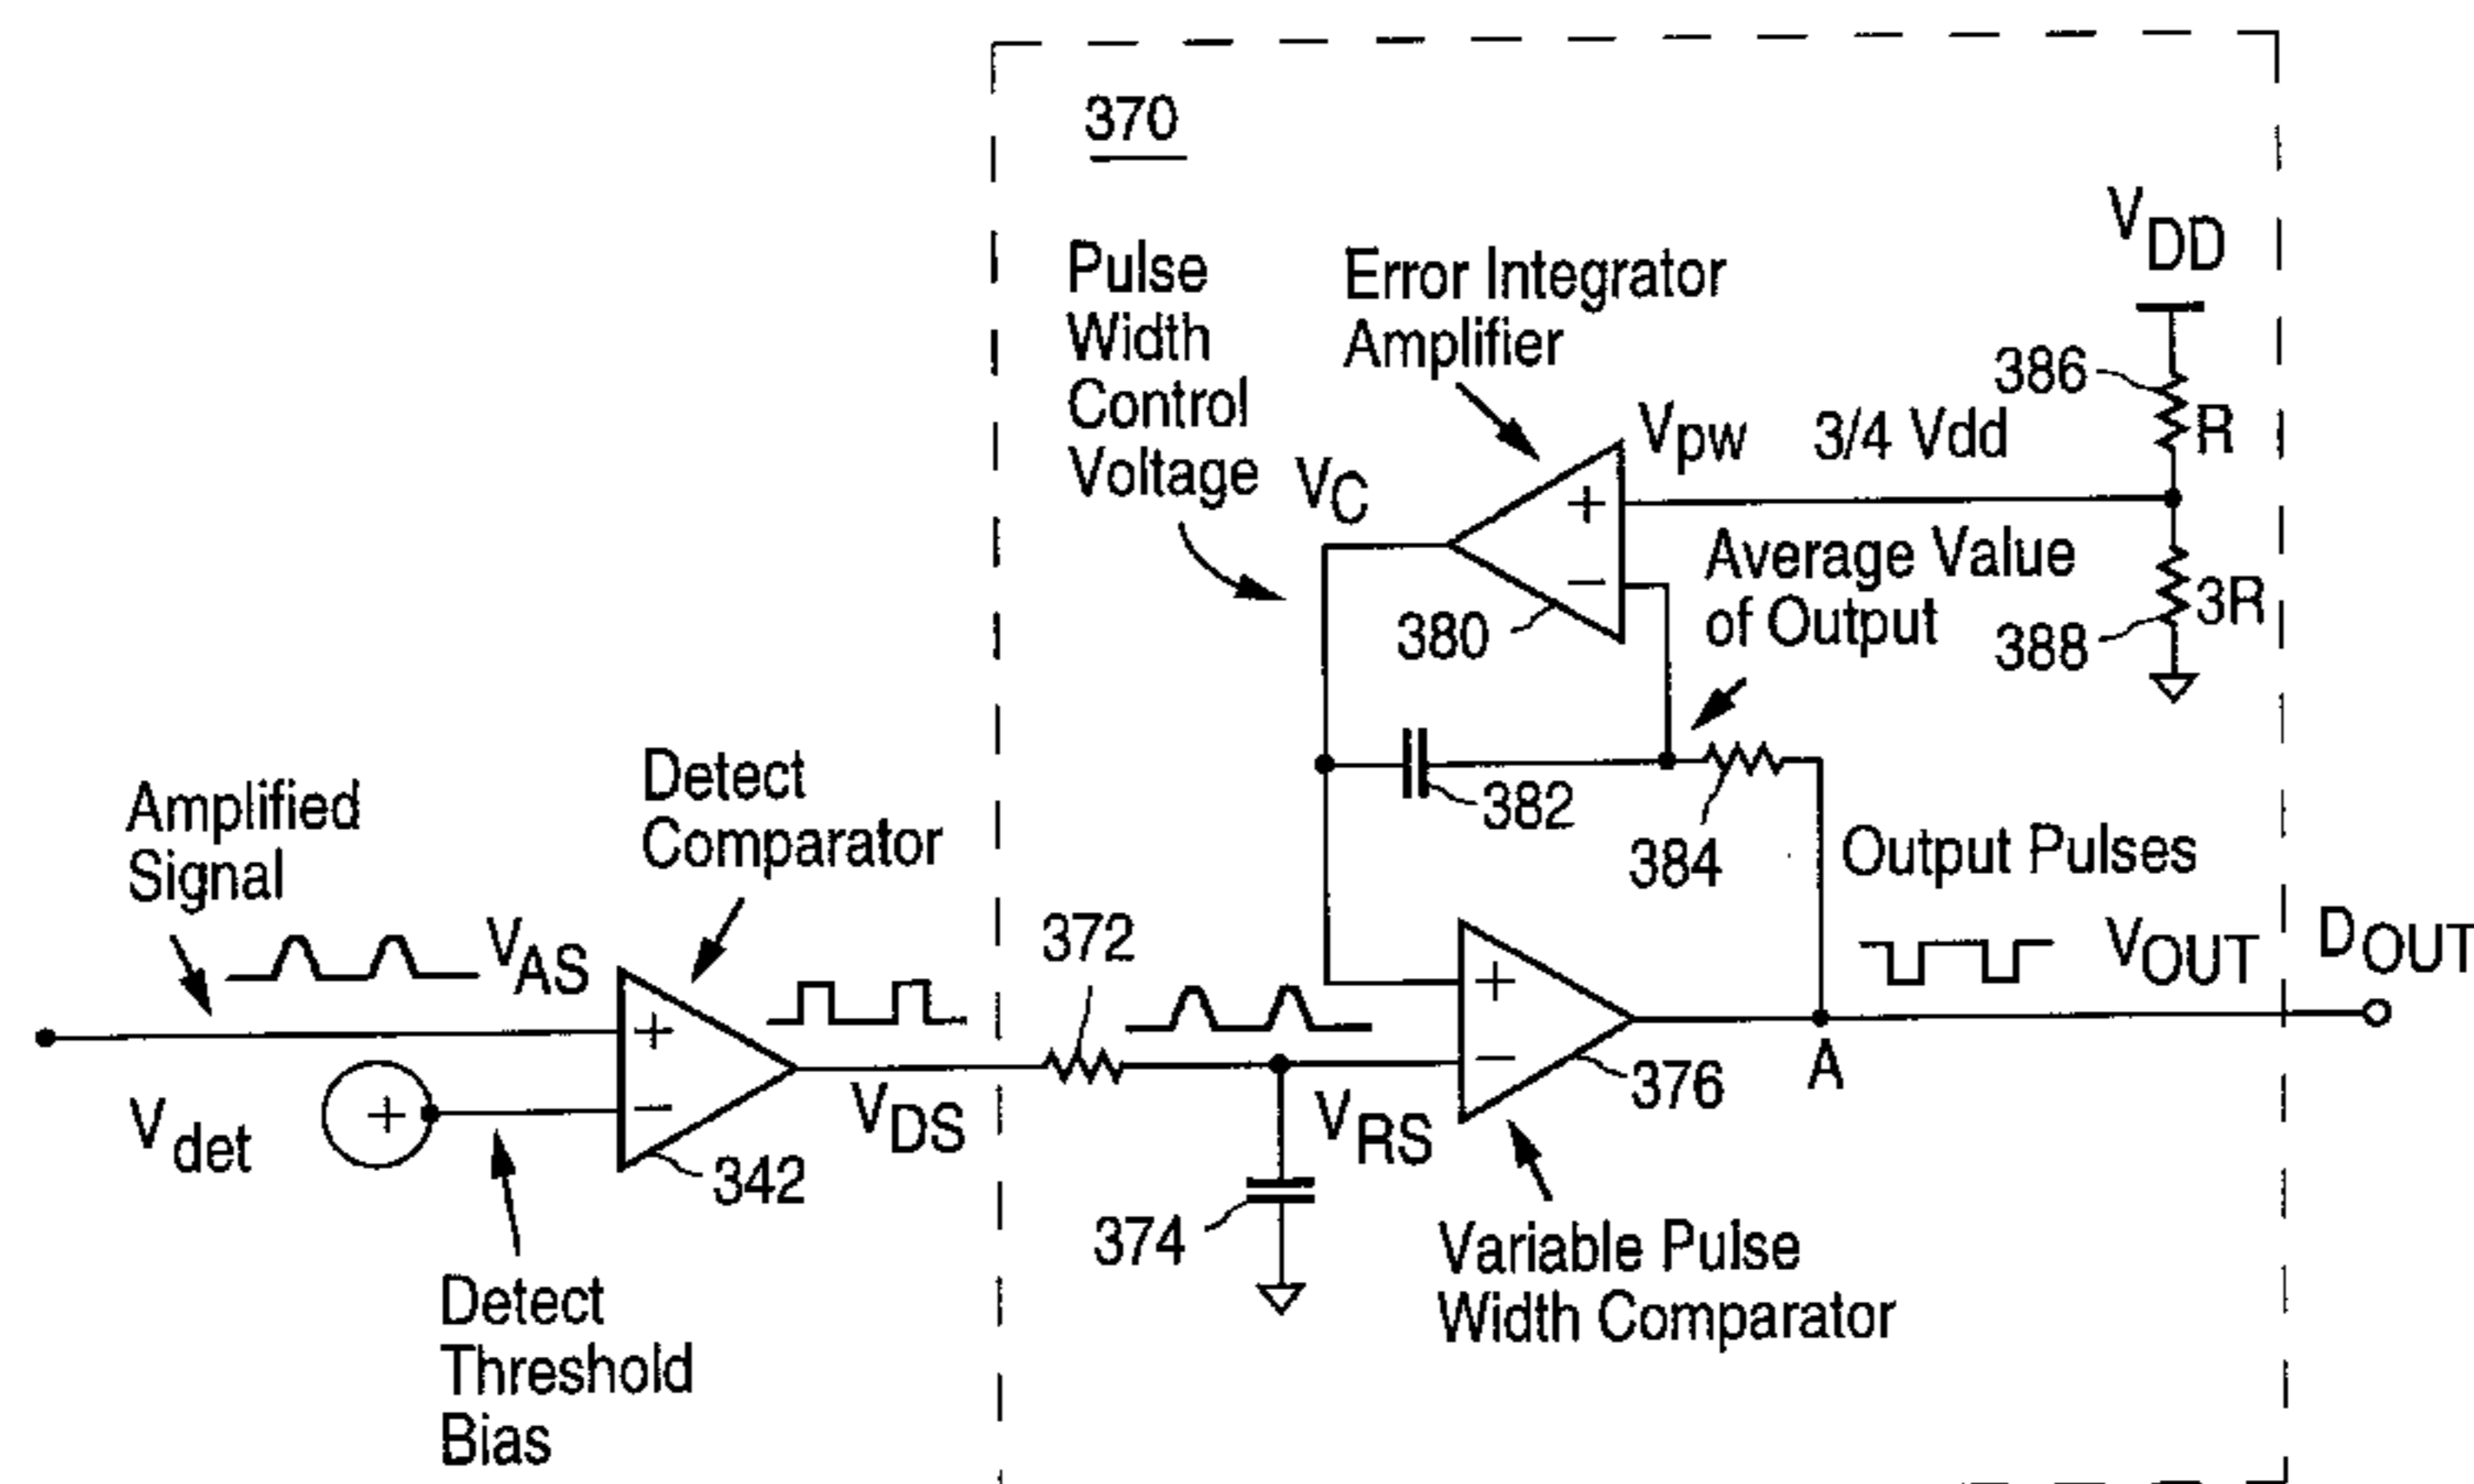 370
Pulse
Width
Control
Voltage
Error Integrator
Amplifier
VDD
386
R
Vpw 3/4 Vdd
VC
+
−
380
Average Value
of Output
3R
388
382
384
Output Pulses
Amplified
Signal
Detect
Comparator
VAS
372
VOUT
DOUT
+
−
+
−
Vdet
+
VDS
342
VRS
376
A
374
Detect
Threshold
Bias
Variable Pulse
Width Comparator